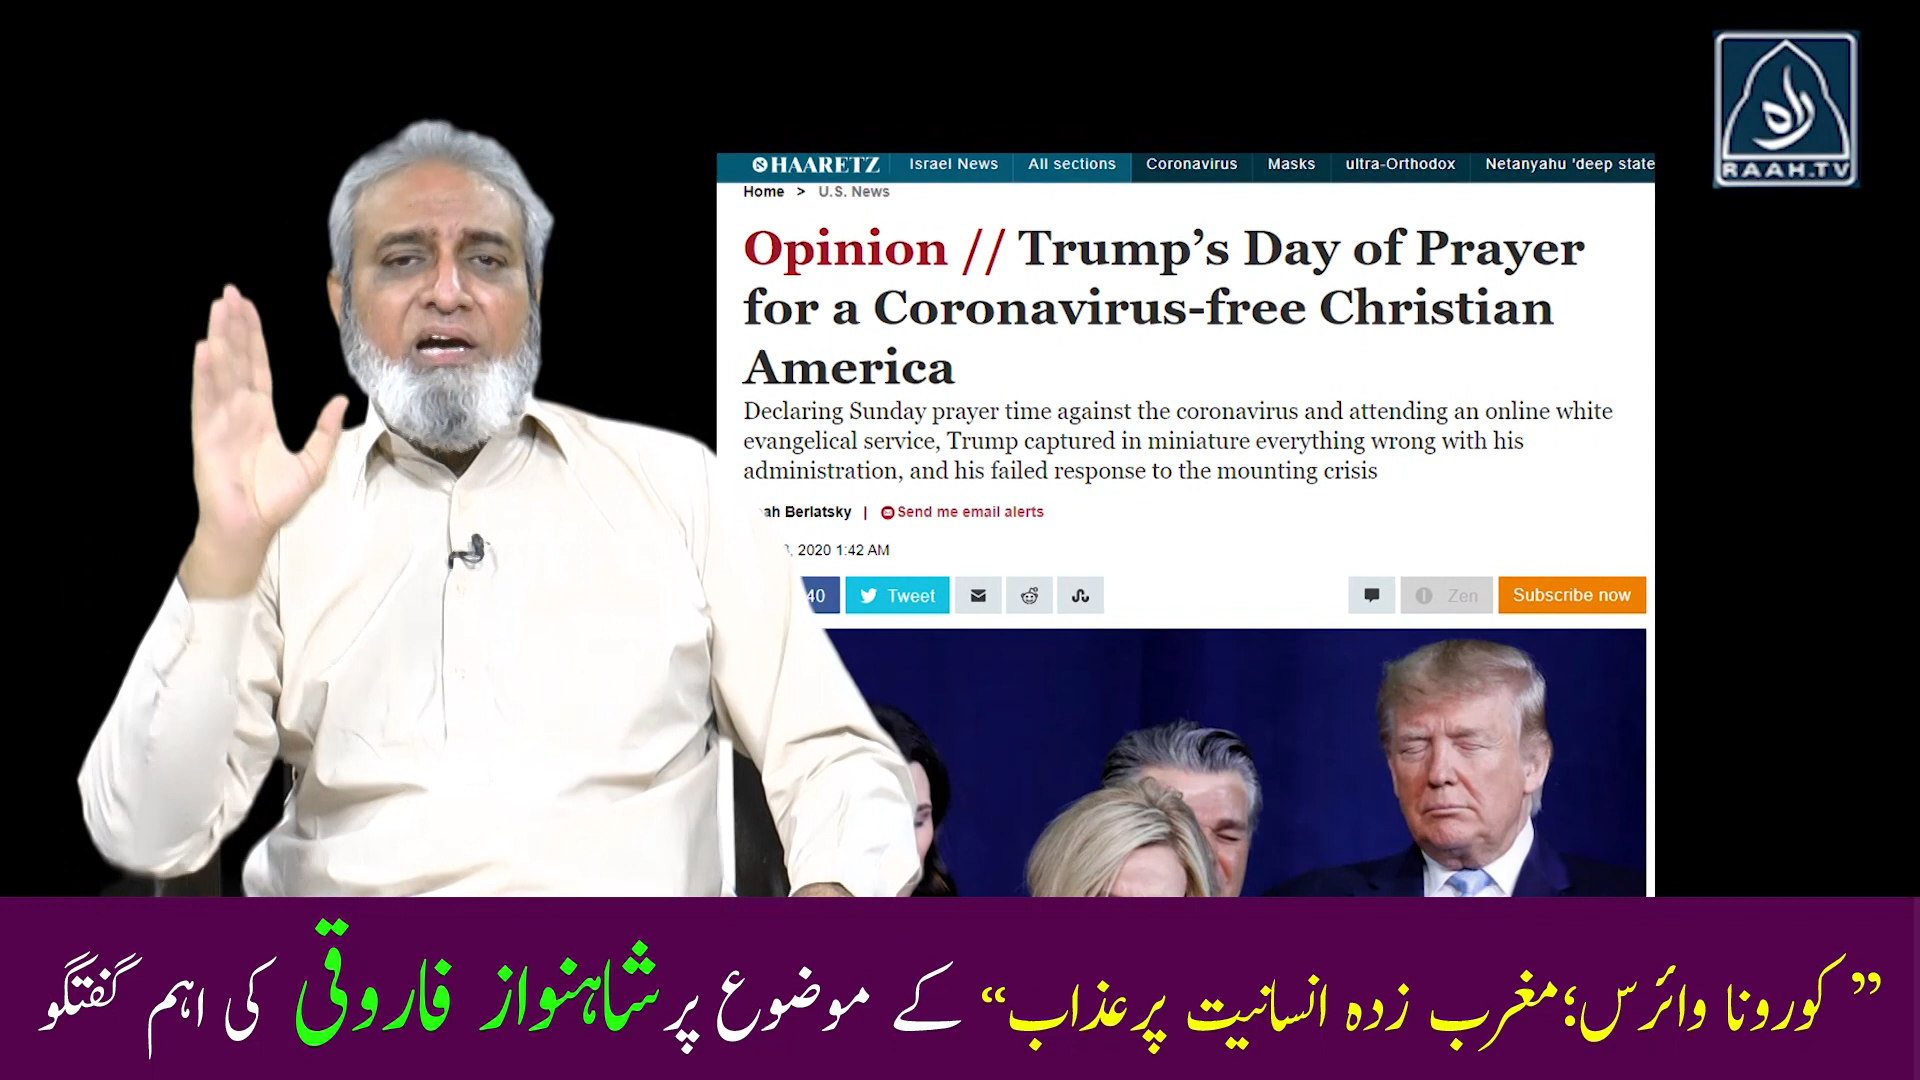 راہ
RAAH.TV
HAARETZ Israel News All sections Coronavirus Masks ultra-Orthodox Netanyahu 'deep state
Home > U.S. News
Opinion // Trump’s Day of Prayer
for a Coronavirus-free Christian
America
Declaring Sunday prayer time against the coronavirus and attending an online white
evangelical service, Trump captured in miniature everything wrong with his
administration, and his failed response to the mounting crisis
Berlatsky | Send me email alerts
2020 1:42 AM
40 Tweet Zen Subscribe now
” کورونا وائرس؛مغرب زدہ انسانیت پرعذاب“ کے موضوع پرشاہنواز فاروقی کی اہم گفتگو